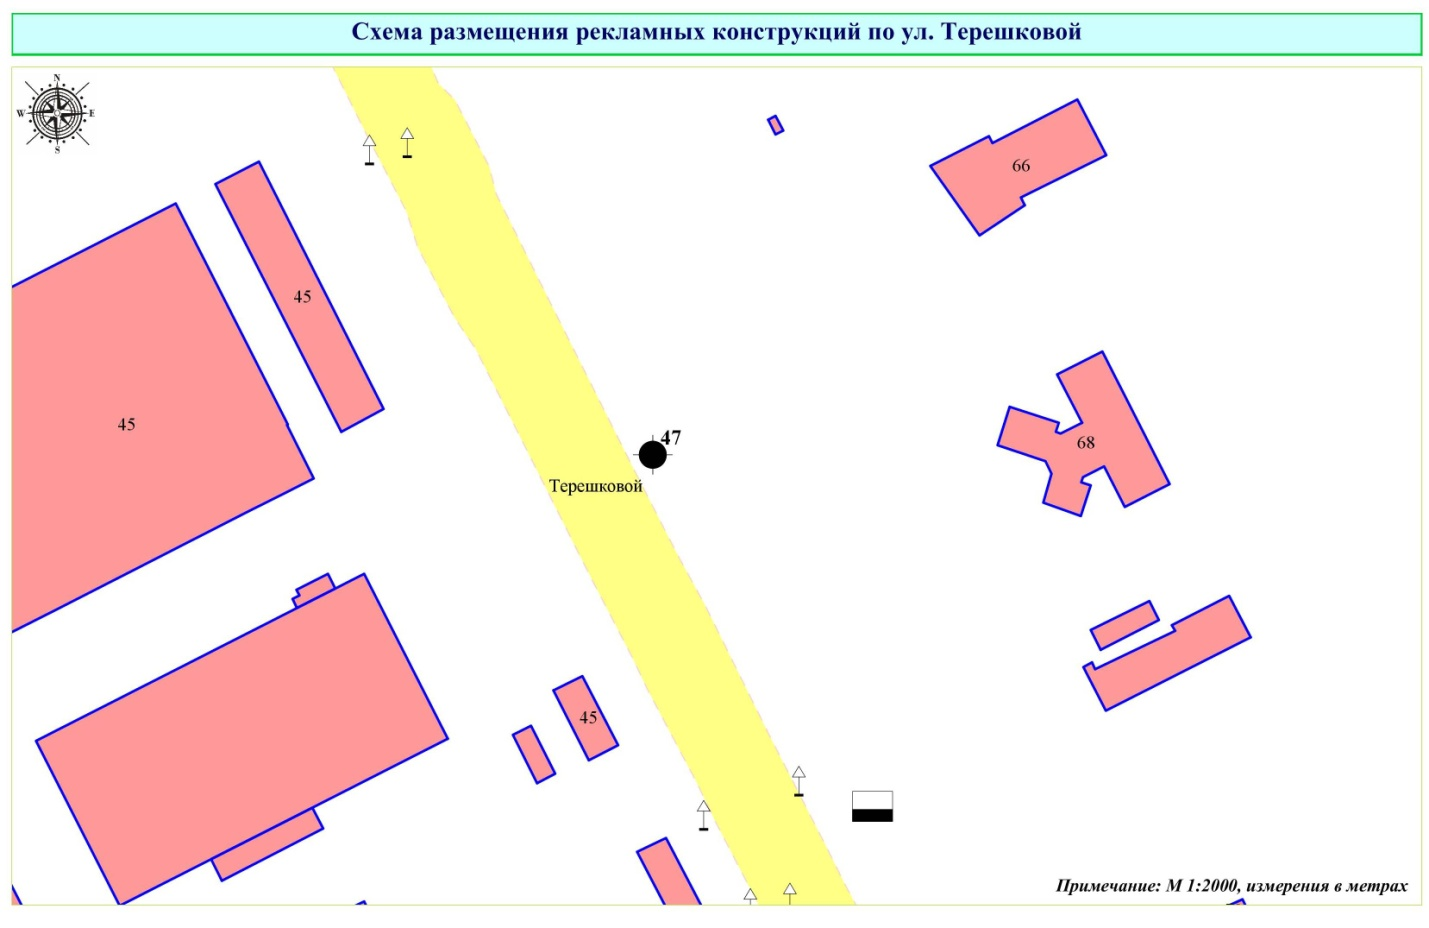 Схема размещения рекламных конструкций по ул. Терешковой
N
W E
S
66
45
45
47
68
Терешковой
45
Примечание: М 1:2000, измерения в метрах